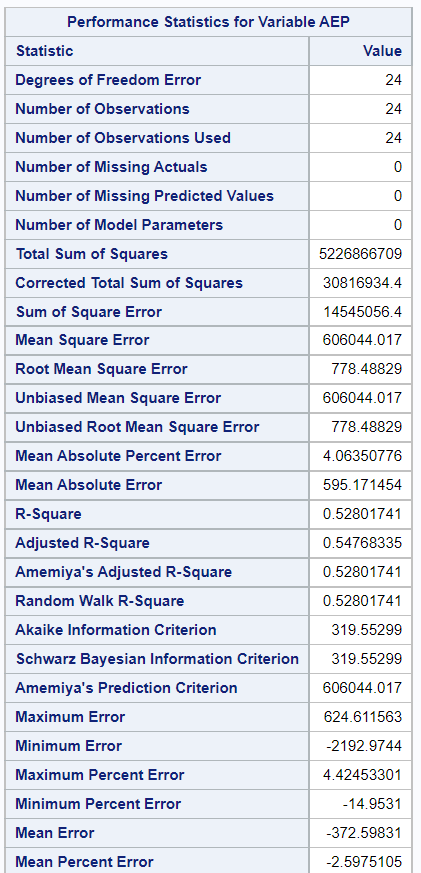 Performance Statistics for Variable AEP
Statistic Value
Degrees of Freedom Error 24
Number of Observations 24
Number of Observations Used 24
Number of Missing Actuals 0
Number of Missing Predicted Values 0
Number of Model Parameters 0
Total Sum of Squares 5226866709
Corrected Total Sum of Squares 30816934.4
Sum of Square Error 14545056.4
Mean Square Error 606044.017
Root Mean Square Error 778.48829
Unbiased Mean Square Error 606044.017
Unbiased Root Mean Square Error 778.48829
Mean Absolute Percent Error 4.06350776
Mean Absolute Error 595.171454
R-Square 0.52801741
Adjusted R-Square 0.54768335
Amemiya's Adjusted R-Square 0.52801741
Random Walk R-Square 0.52801741
Akaike Information Criterion 319.55299
Schwarz Bayesian Information Criterion 319.55299
Amemiya's Prediction Criterion 606044.017
Maximum Error 624.611563
Minimum Error -2192.9744
Maximum Percent Error 4.42453301
Minimum Percent Error -14.9531
Mean Error -372.59831
Mean Percent Error -2.5975105